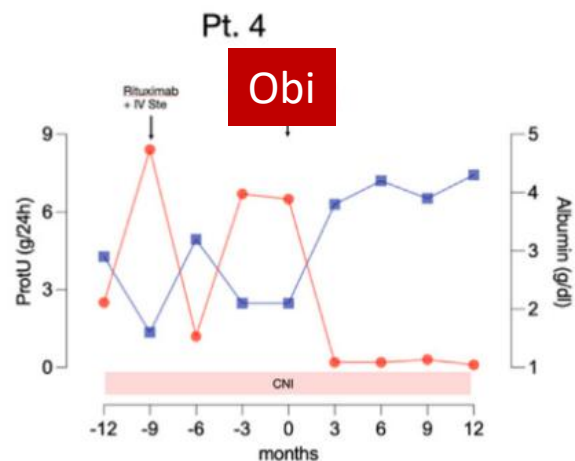 Pt. 4
Obi
Rituximab
+ IV Ste
9
6
3
0
ProtU (g/24h)
5
4
3
2
1
Albumin (g/dl)
CNI
-12 -9 -6 -3 0 3 6 9 12
months